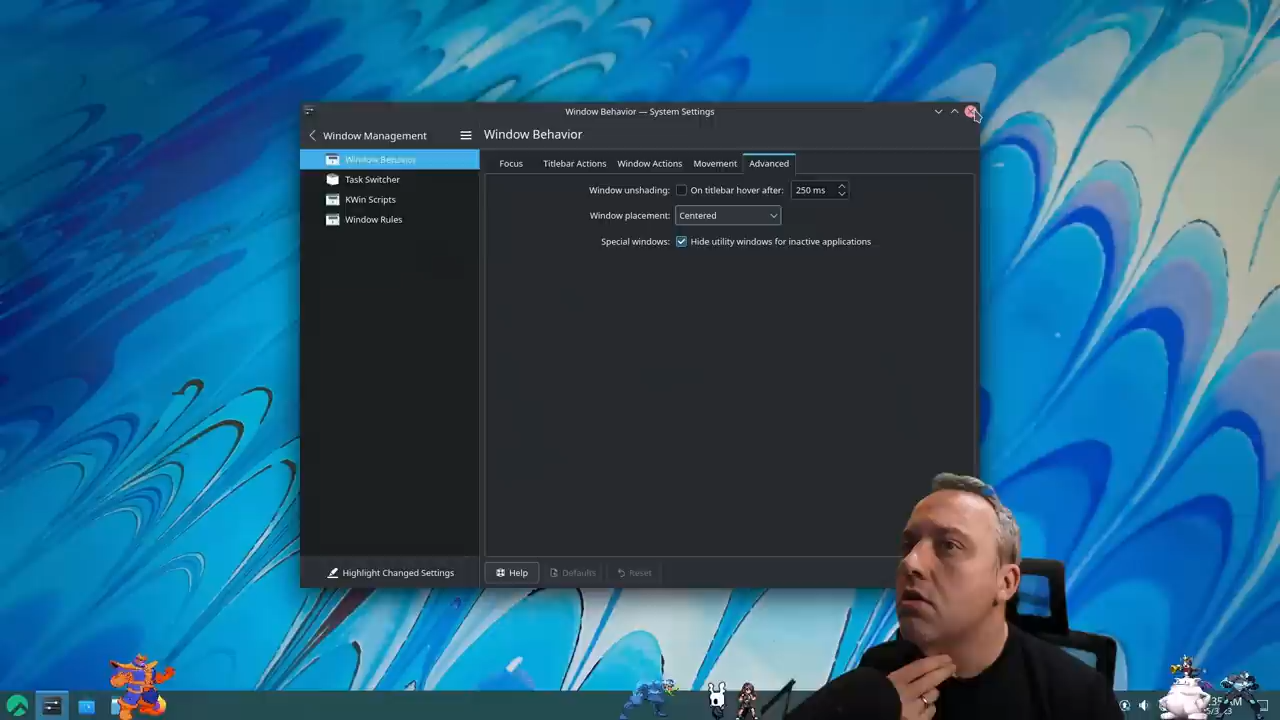 Window Behavior — System Settings
Window Management
Window Behavior
Window Behavior
Task Switcher
KWin Scripts
Window Rules
Focus
Titlebar Actions
Window Actions
Movement
Advanced
Window unshading:
On titlebar hover after:
250 ms
Window placement:
Centered
Special windows:
Hide utility windows for inactive applications
Highlight Changed Settings
Help
Defaults
Reset